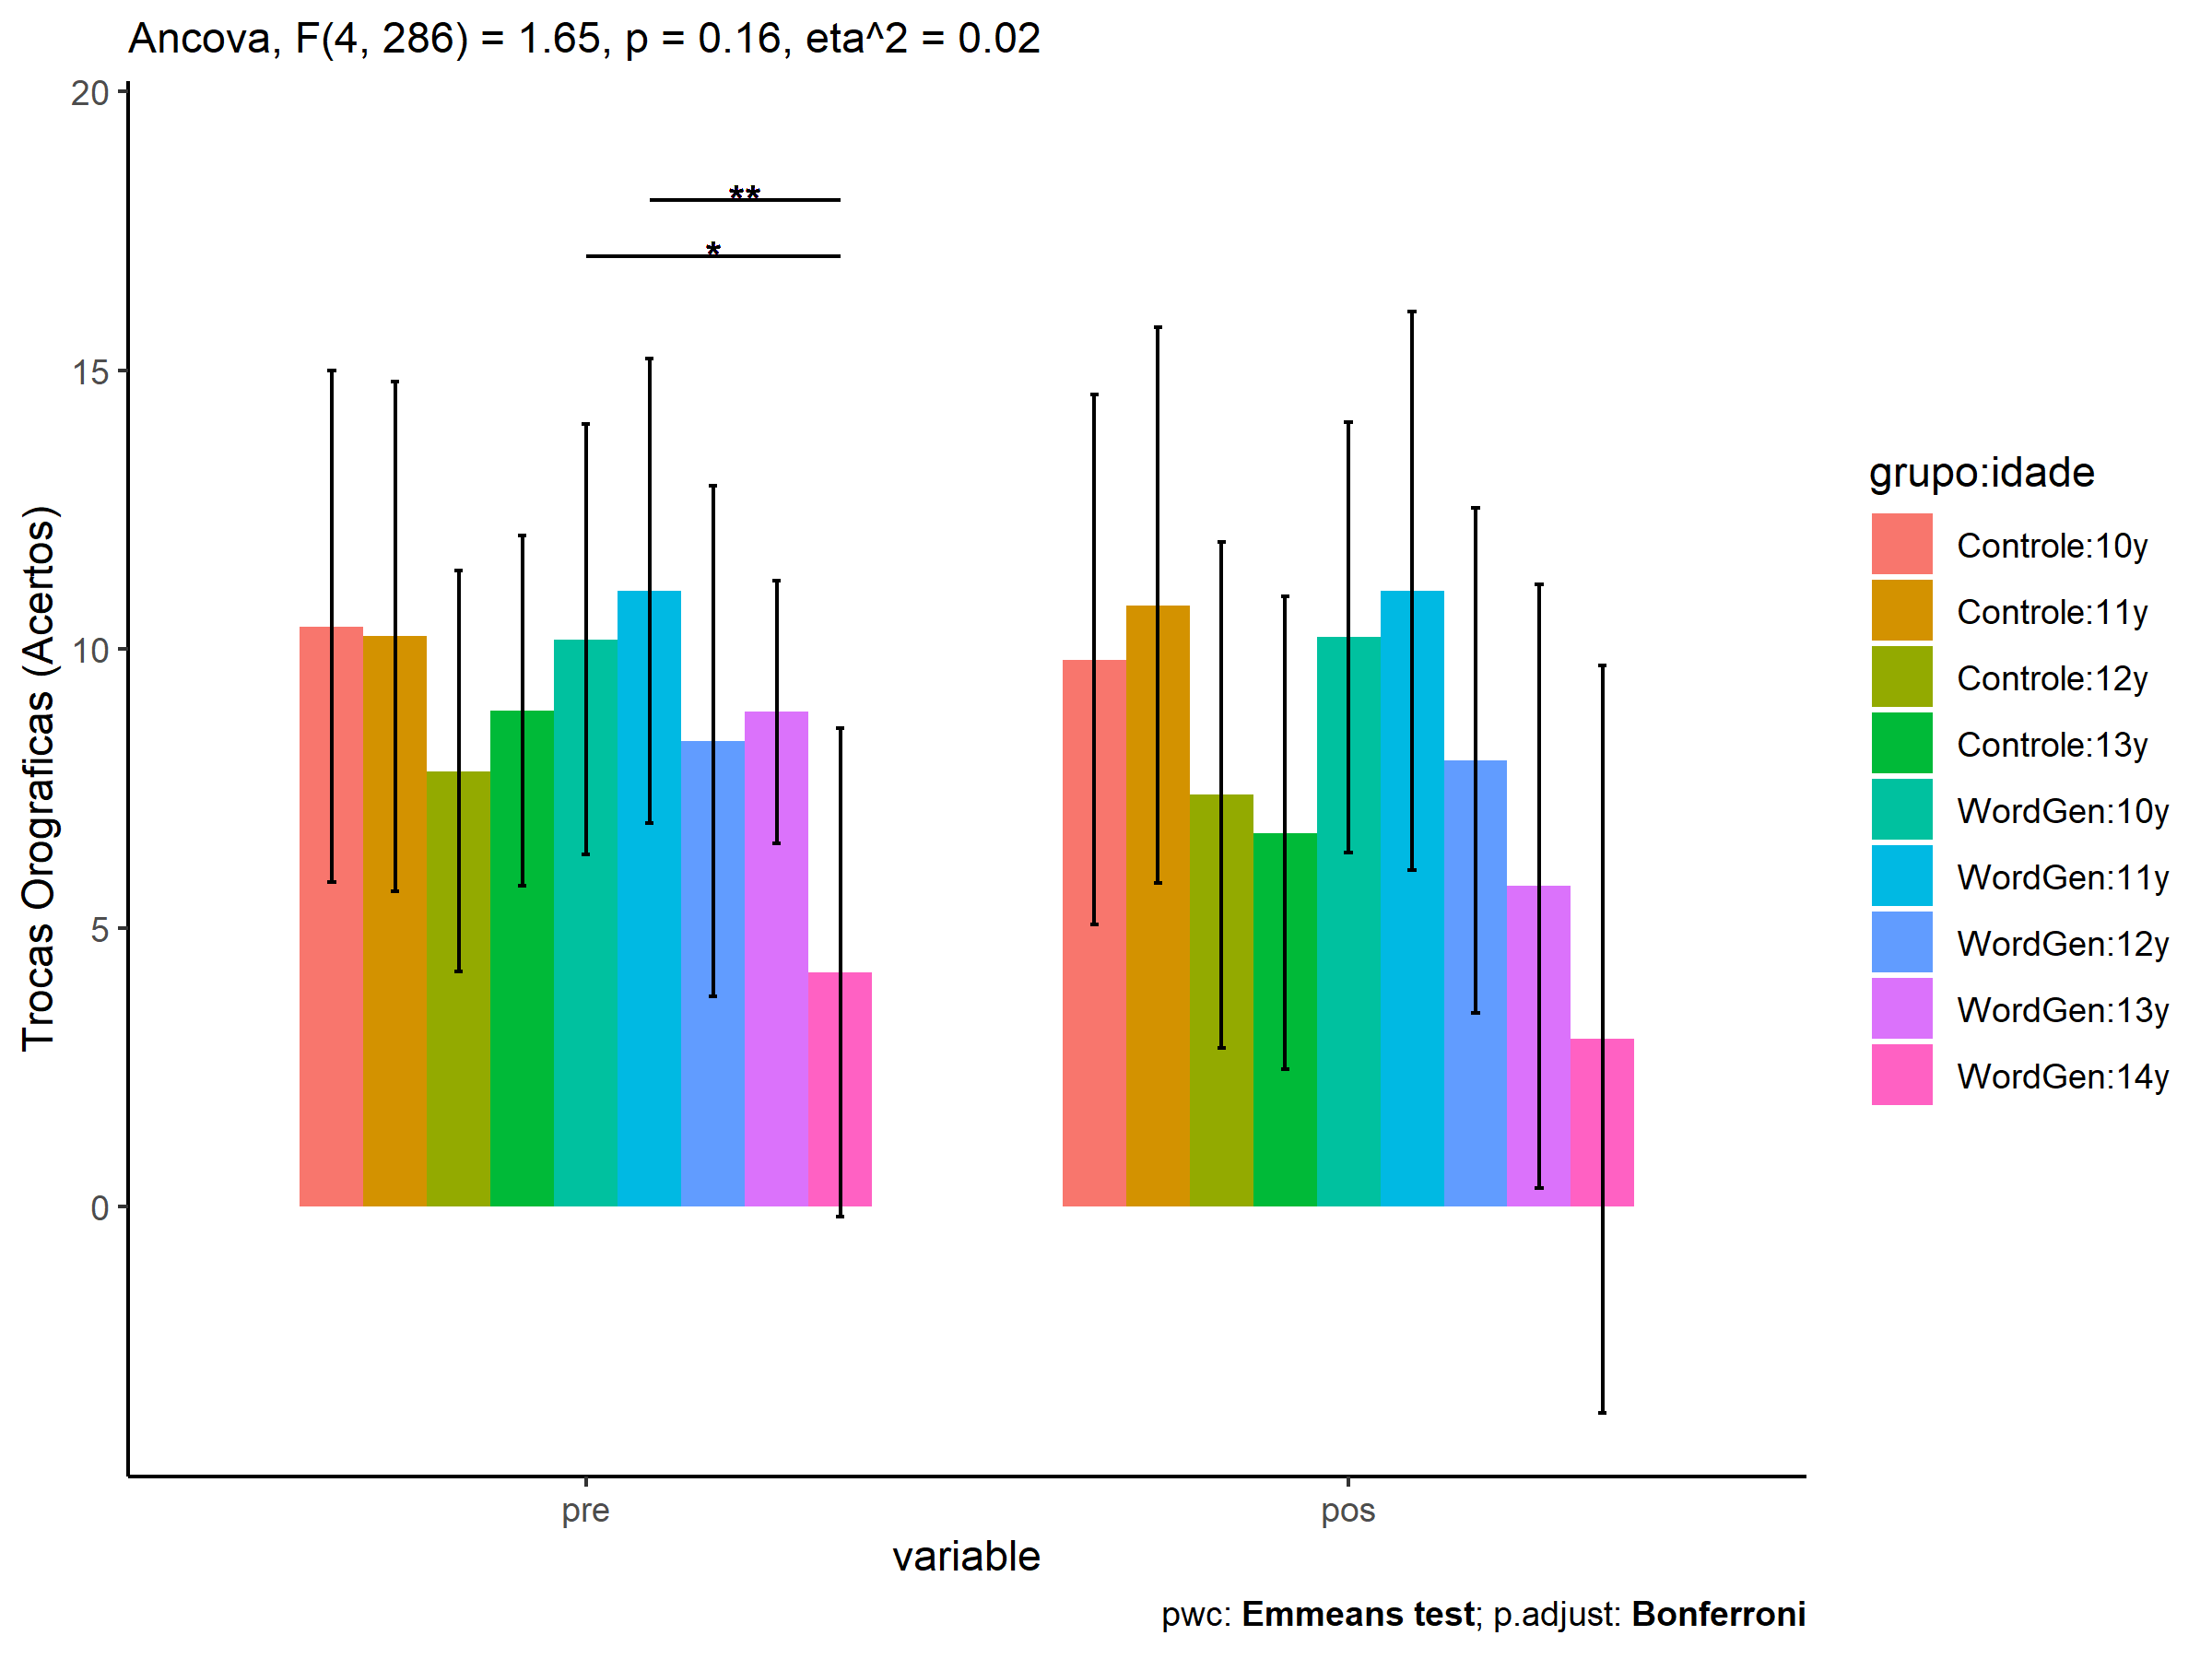 Ancova, F(4, 286) = 1.65, p = 0.16, eta^2 = 0.02
Trocas Orograficas (Acertos)
20
15
10
5
0
**
*
pre
pos
variable
grupo:idade
Controle:10y
Controle:11y
Controle:12y
Controle:13y
WordGen:10y
WordGen:11y
WordGen:12y
WordGen:13y
WordGen:14y
pwc: Emmeans test; p.adjust: Bonferroni